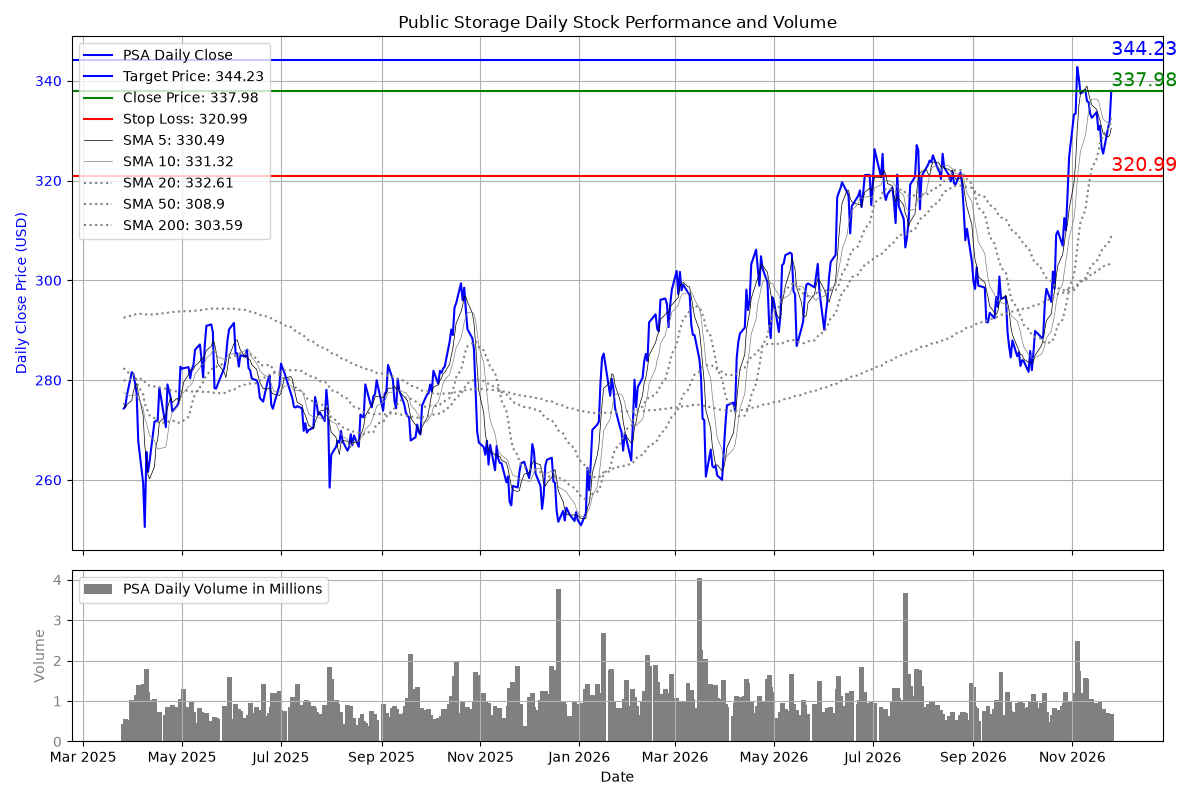 Public Storage Daily Stock Performance and Volume
PSA Daily Close
Target Price: 344.23
Close Price: 337.98
Stop Loss: 320.99
SMA 5: 330.49
SMA 10: 331.32
SMA 20: 332.61
SMA 50: 308.9
SMA 200: 303.59
344.23
337.98
320.99
Daily Close Price (USD)
340
320
300
280
260
PSA Daily Volume in Millions
Volume
4
3
2
1
0
Mar 2025 May 2025 Jul 2025 Sep 2025 Nov 2025 Jan 2026 Mar 2026 May 2026 Jul 2026 Sep 2026 Nov 2026
Date